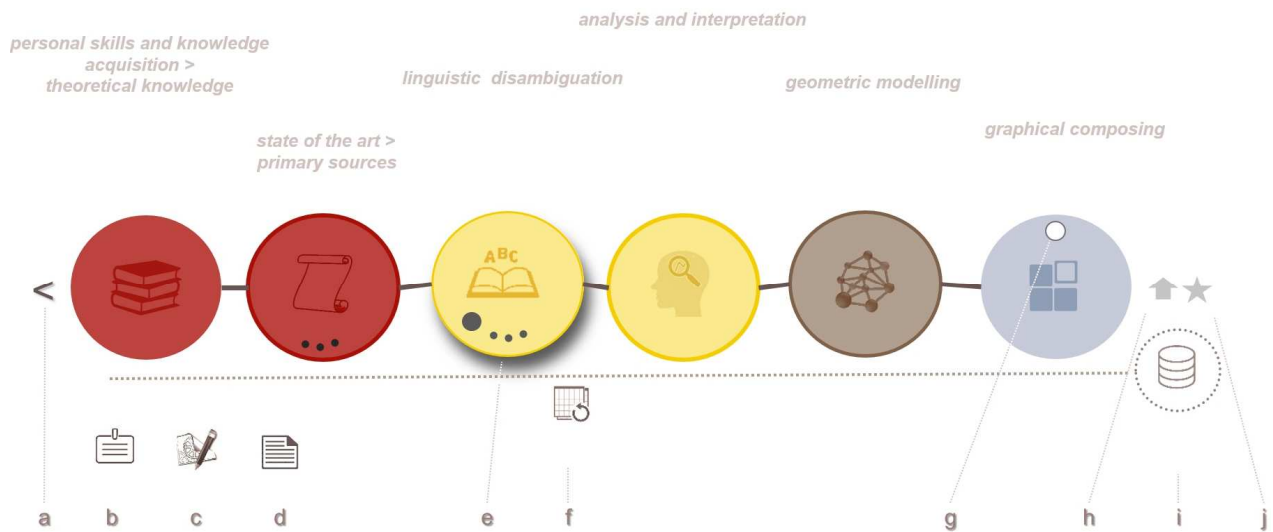 analysis and interpretation
personal skills and knowledge
acquisition >
theoretical knowledge
linguistic disambiguation
geometric modelling
state of the art >
primary sources
graphical composing
ABC
<
a b c d e f g h i j